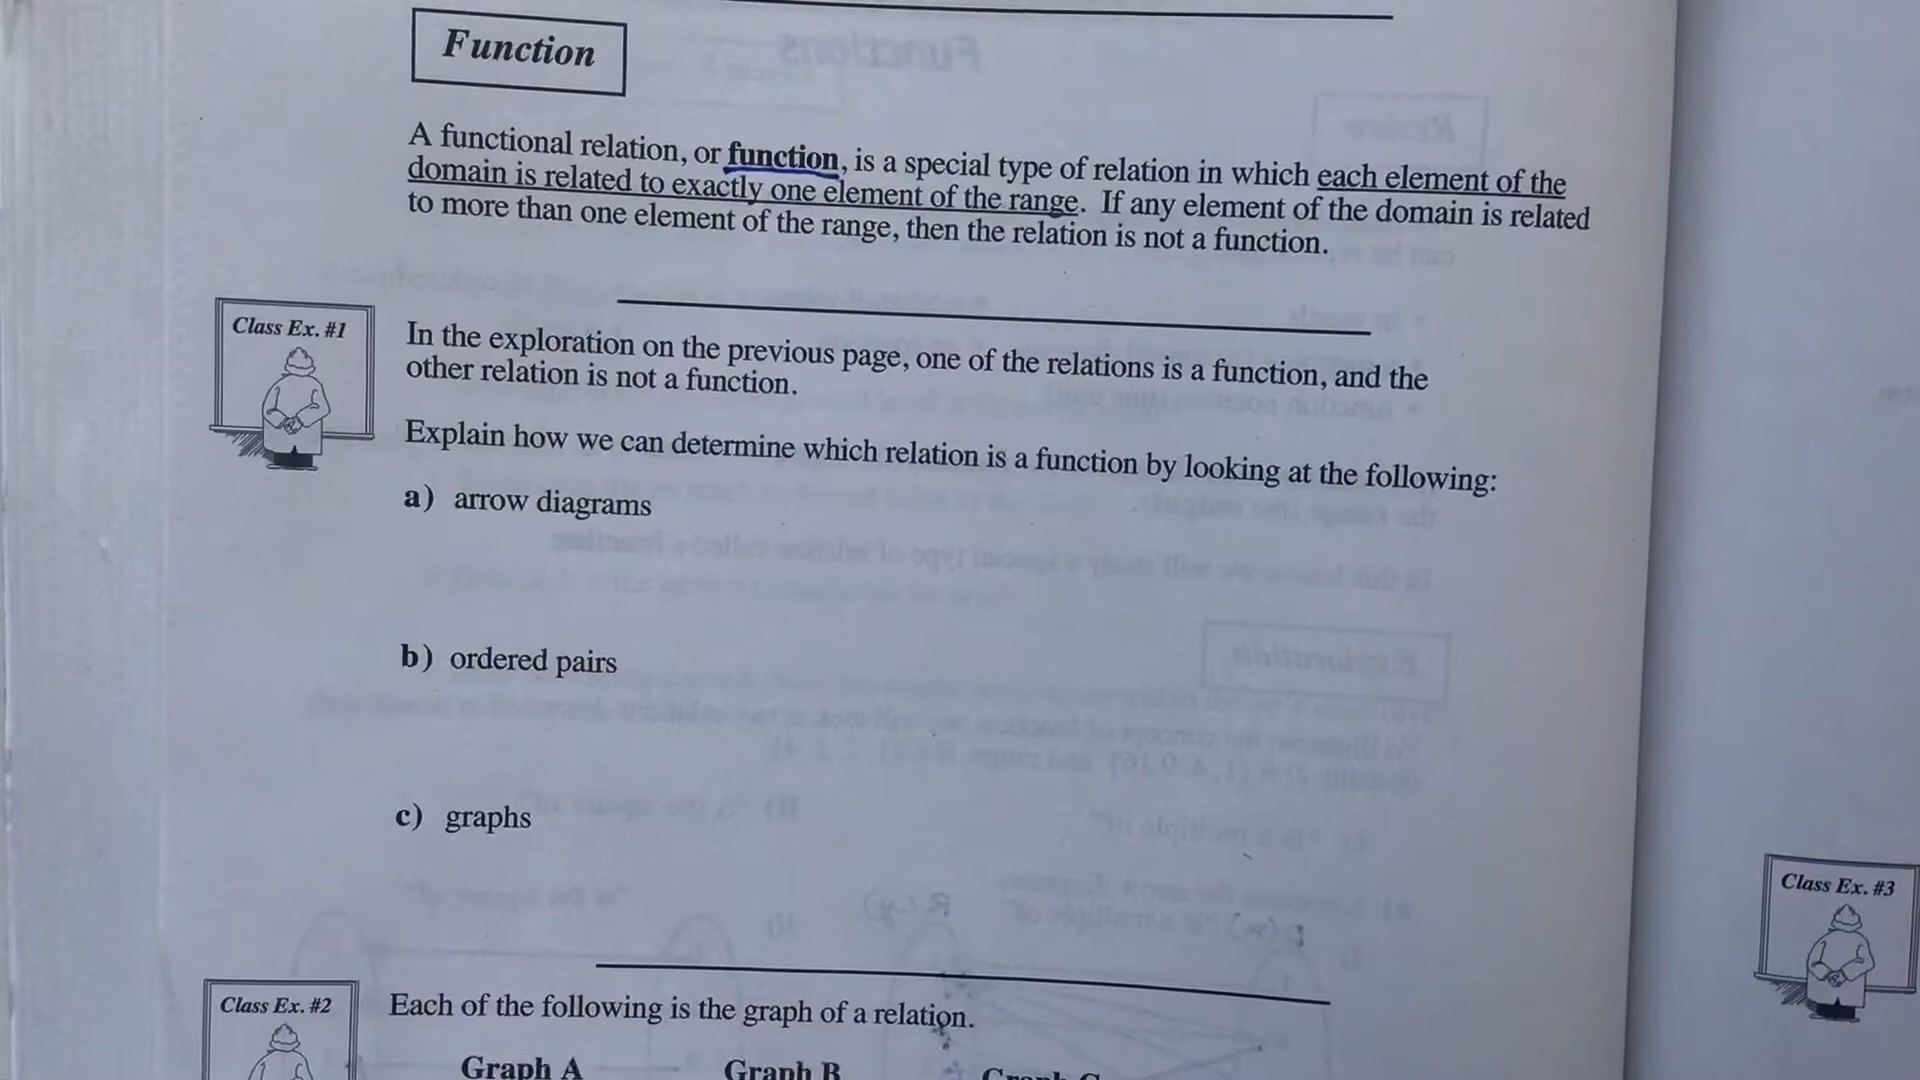 Function
A functional relation, or function, is a special type of relation in which each element of the
domain is related to exactly one element of the range. If any element of the domain is related
to more than one element of the range, then the relation is not a function.
Class Ex. #1
In the exploration on the previous page, one of the relations is a function, and the
other relation is not a function.
Explain how we can determine which relation is a function by looking at the following:
a) arrow diagrams
b) ordered pairs
c) graphs
Class Ex. #3
Class Ex. #2
Each of the following is the graph of a relation.
Graph A
Graph B